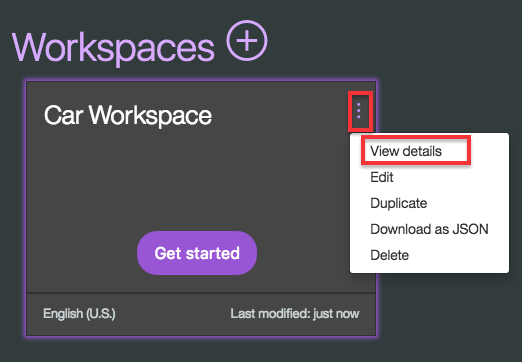 Workspaces
Car Workspace
View details
Edit
Duplicate
Download as JSON
Delete
Get started
English (U.S.)
Last modified: just now